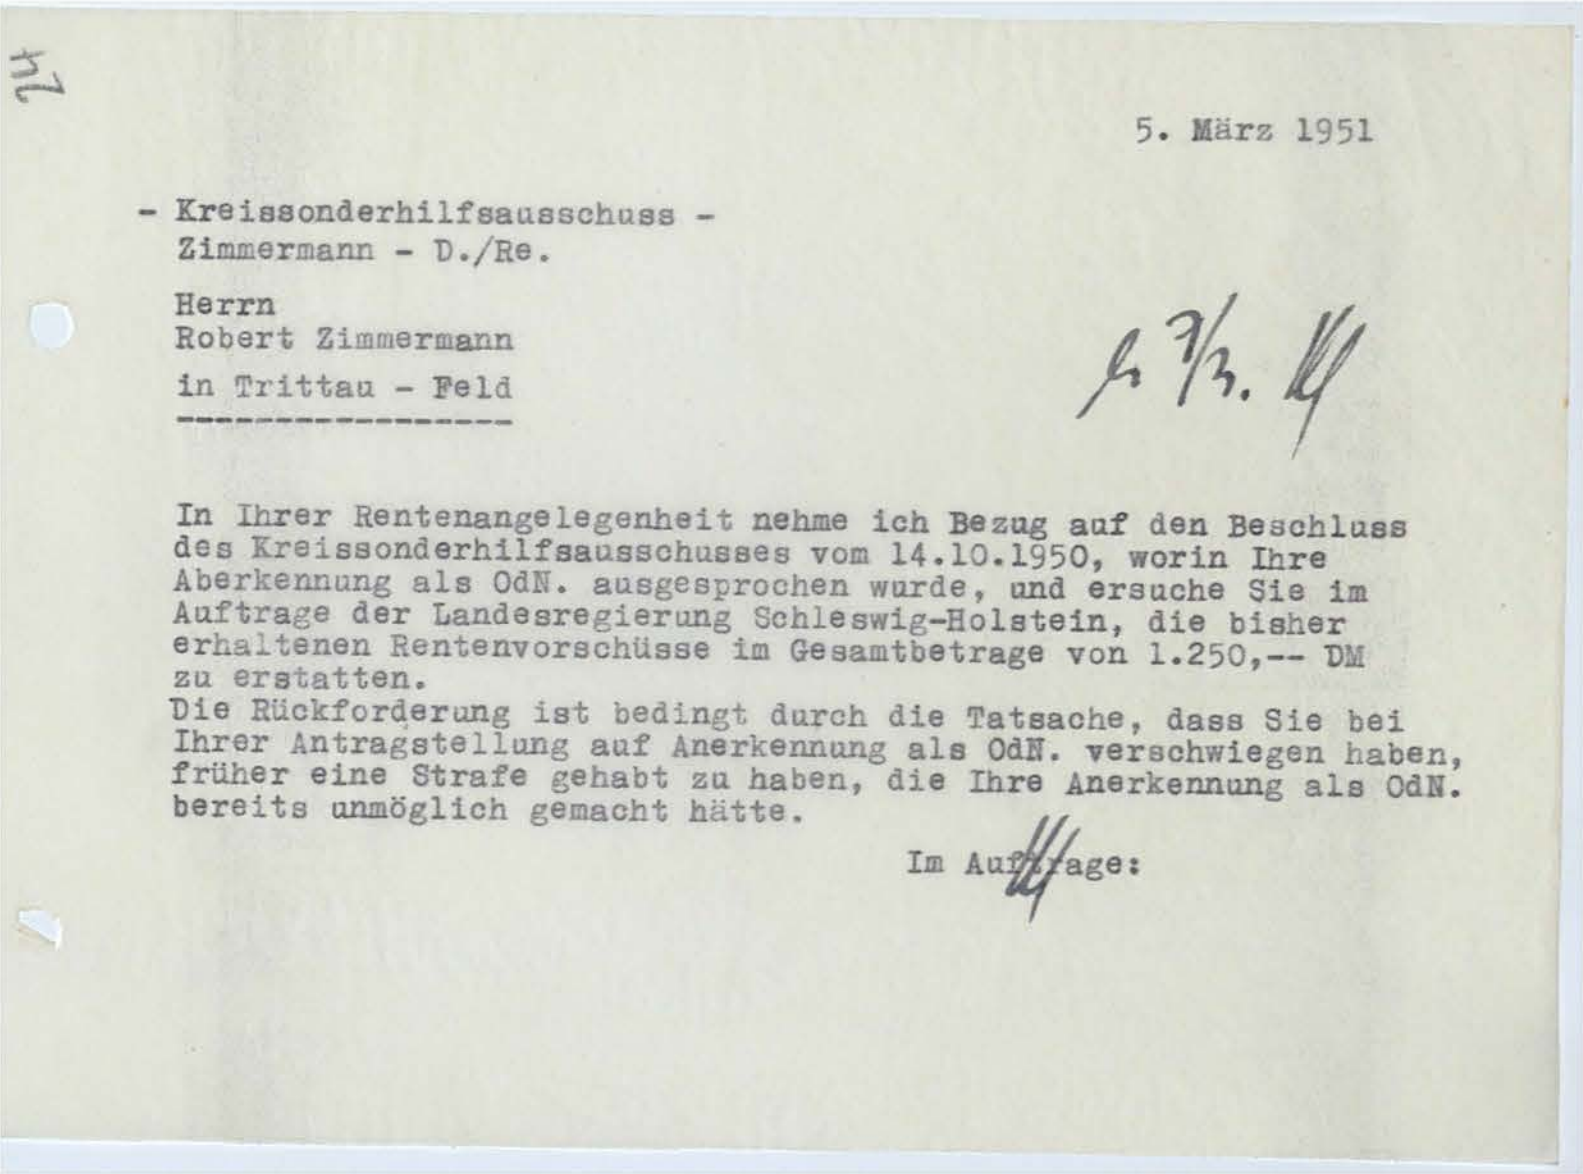 24
5. März 1951
- Kreissonderhilfsausschuss -
Zimmermann - D./Re.
Herrn
Robert Zimmermann
in Trittau - Feld
7/3.
In Ihrer Rentenangelegenheit nehme ich Bezug auf den Beschluss
des Kreissonderhilfsausschusses vom 14.10.1950, worin Ihre
Aberkennung als OdN. ausgesprochen wurde, und ersuche Sie im
Auftrage der Landesregierung Schleswig-Holstein, die bisher
erhaltenen Rentenvorschüsse im Gesamtbetrage von 1.250,-- DM
zu erstatten.
Die Rückforderung ist bedingt durch die Tatsache, dass Sie bei
Ihrer Antragstellung auf Anerkennung als OdN. verschwiegen haben,
früher eine Strafe gehabt zu haben, die Ihre Anerkennung als OdN.
bereits unmöglich gemacht hätte.
Im Auftrage: